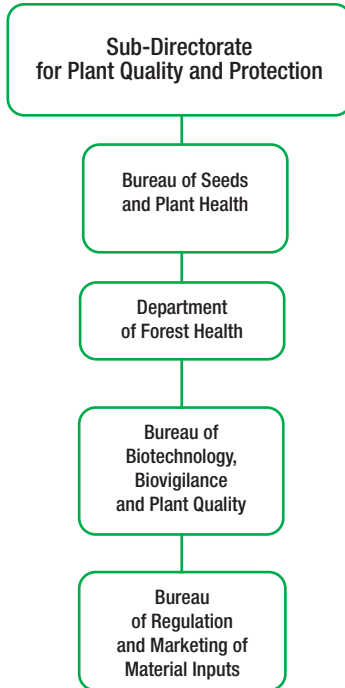 Sub-Directorate
for Plant Quality and Protection
Bureau of Seeds
and Plant Health
Department
of Forest Health
Bureau of
Biotechnology,
Biovigilance
and Plant Quality
Bureau
of Regulation
and Marketing of
Material Inputs